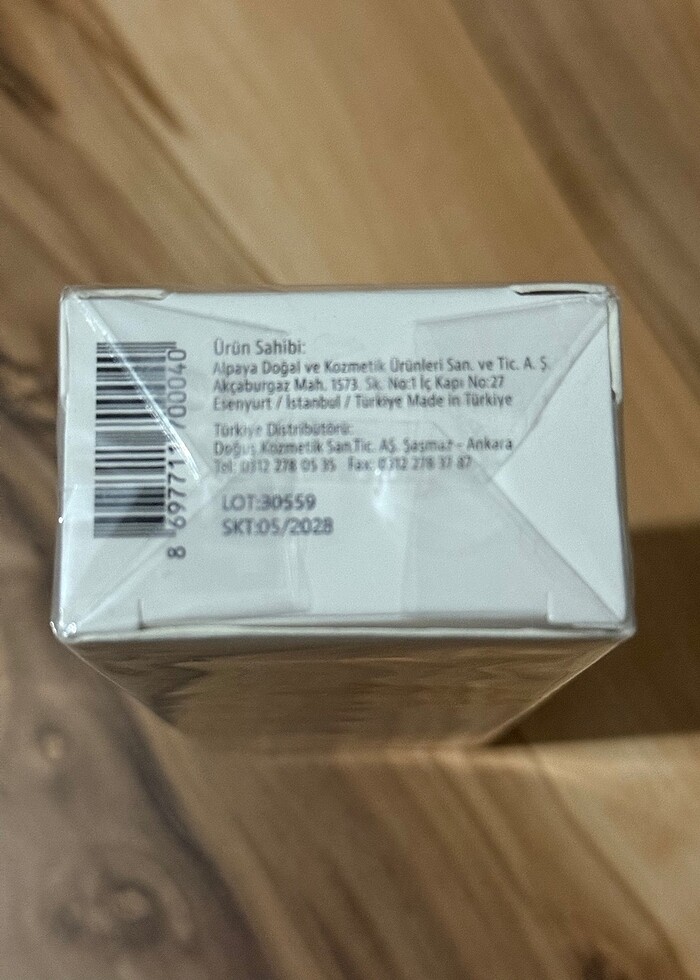 Ürün Sahibi:
Alpaya Doğal ve Kozmetik Ürünleri San. ve Tic. A. Ş.
Akçaburgaz Mah. 1573. Sk. No:1 İç Kapı No:27
Esenyurt / İstanbul / Türkiye Made in Türkiye
Türkiye Distribütörü:
Doğuş Kozmetik San.Tic. AŞ. Şaşmaz - Ankara
Tel: 0312 278 05 35 Fax: 0312 278 37 87
LOT:30559
SKT:05/2028